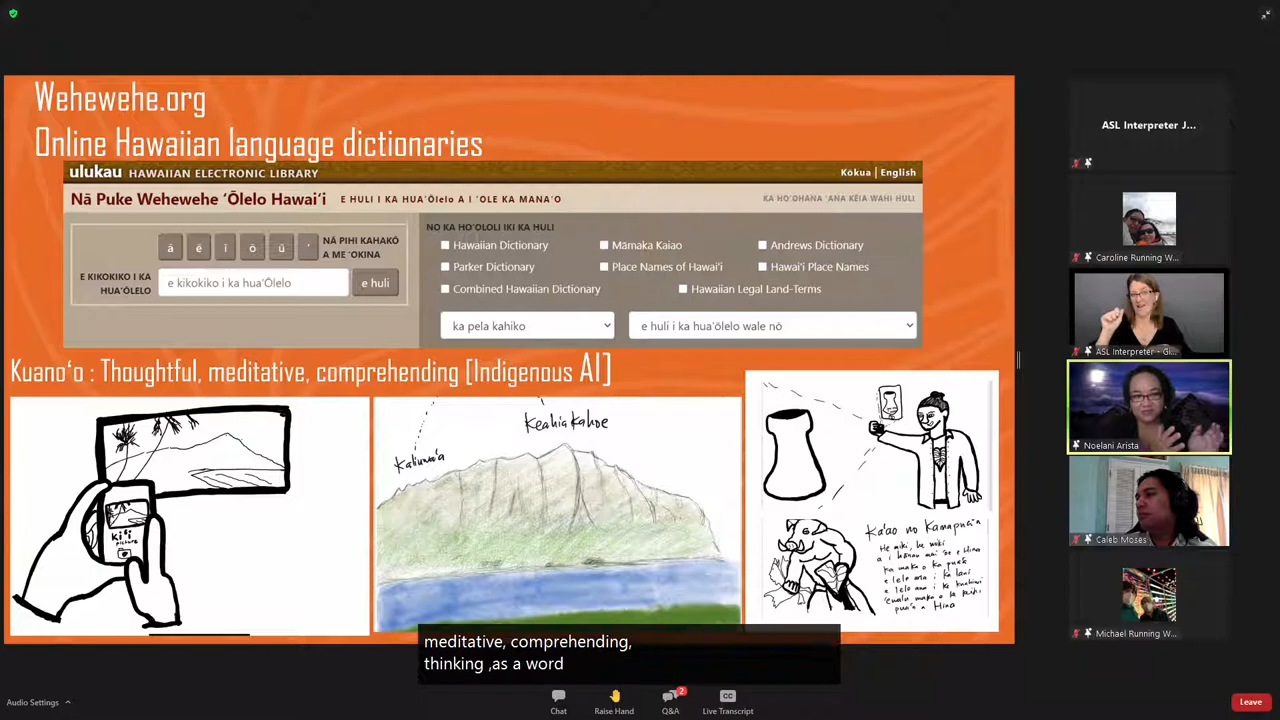 Wehewehe.org
Online Hawaiian language dictionaries
ulukau HAWAIIAN ELECTRONIC LIBRARY
Kōkua | English
Nā Puke Wehewehe ʻŌlelo Hawaiʻi
E HULI I KA HUAʻŌlelo A I ʻOLE KA MANAʻO
KA HOʻOHANA ʻANA KĒIA WAHI HULI
ā ē ī ō ū ʻ
NĀ PIHI KAHAKŌ
A ME ʻOKINA
E KIKOKIKO I KA
HUAʻŌLELO
e kikokiko i ka huaʻŌlelo
e huli
NO KA HOʻOLOLI IKI KA HULI
Hawaiian Dictionary
Māmaka Kaiao
Andrews Dictionary
Parker Dictionary
Place Names of Hawaiʻi
Hawaiʻi Place Names
Combined Hawaiian Dictionary
Hawaiian Legal Land-Terms
ka pela kahiko
e huli i ka huaʻōlelo wale nō
Kuanoʻo : Thoughtful, meditative, comprehending [Indigenous AI]
Kiʻi
picture
Keahiakahoe
Kaʻao no Kamapuaʻa
meditative, comprehending,
thinking ,as a word
ASL Interpreter J...
Caroline Running W...
ASL Interpreter - Gi...
Noelani Arista
Caleb Moses
Michael Running W...
Audio Settings
Chat
Raise Hand
2
Q&A
CC
Live Transcript
Leave